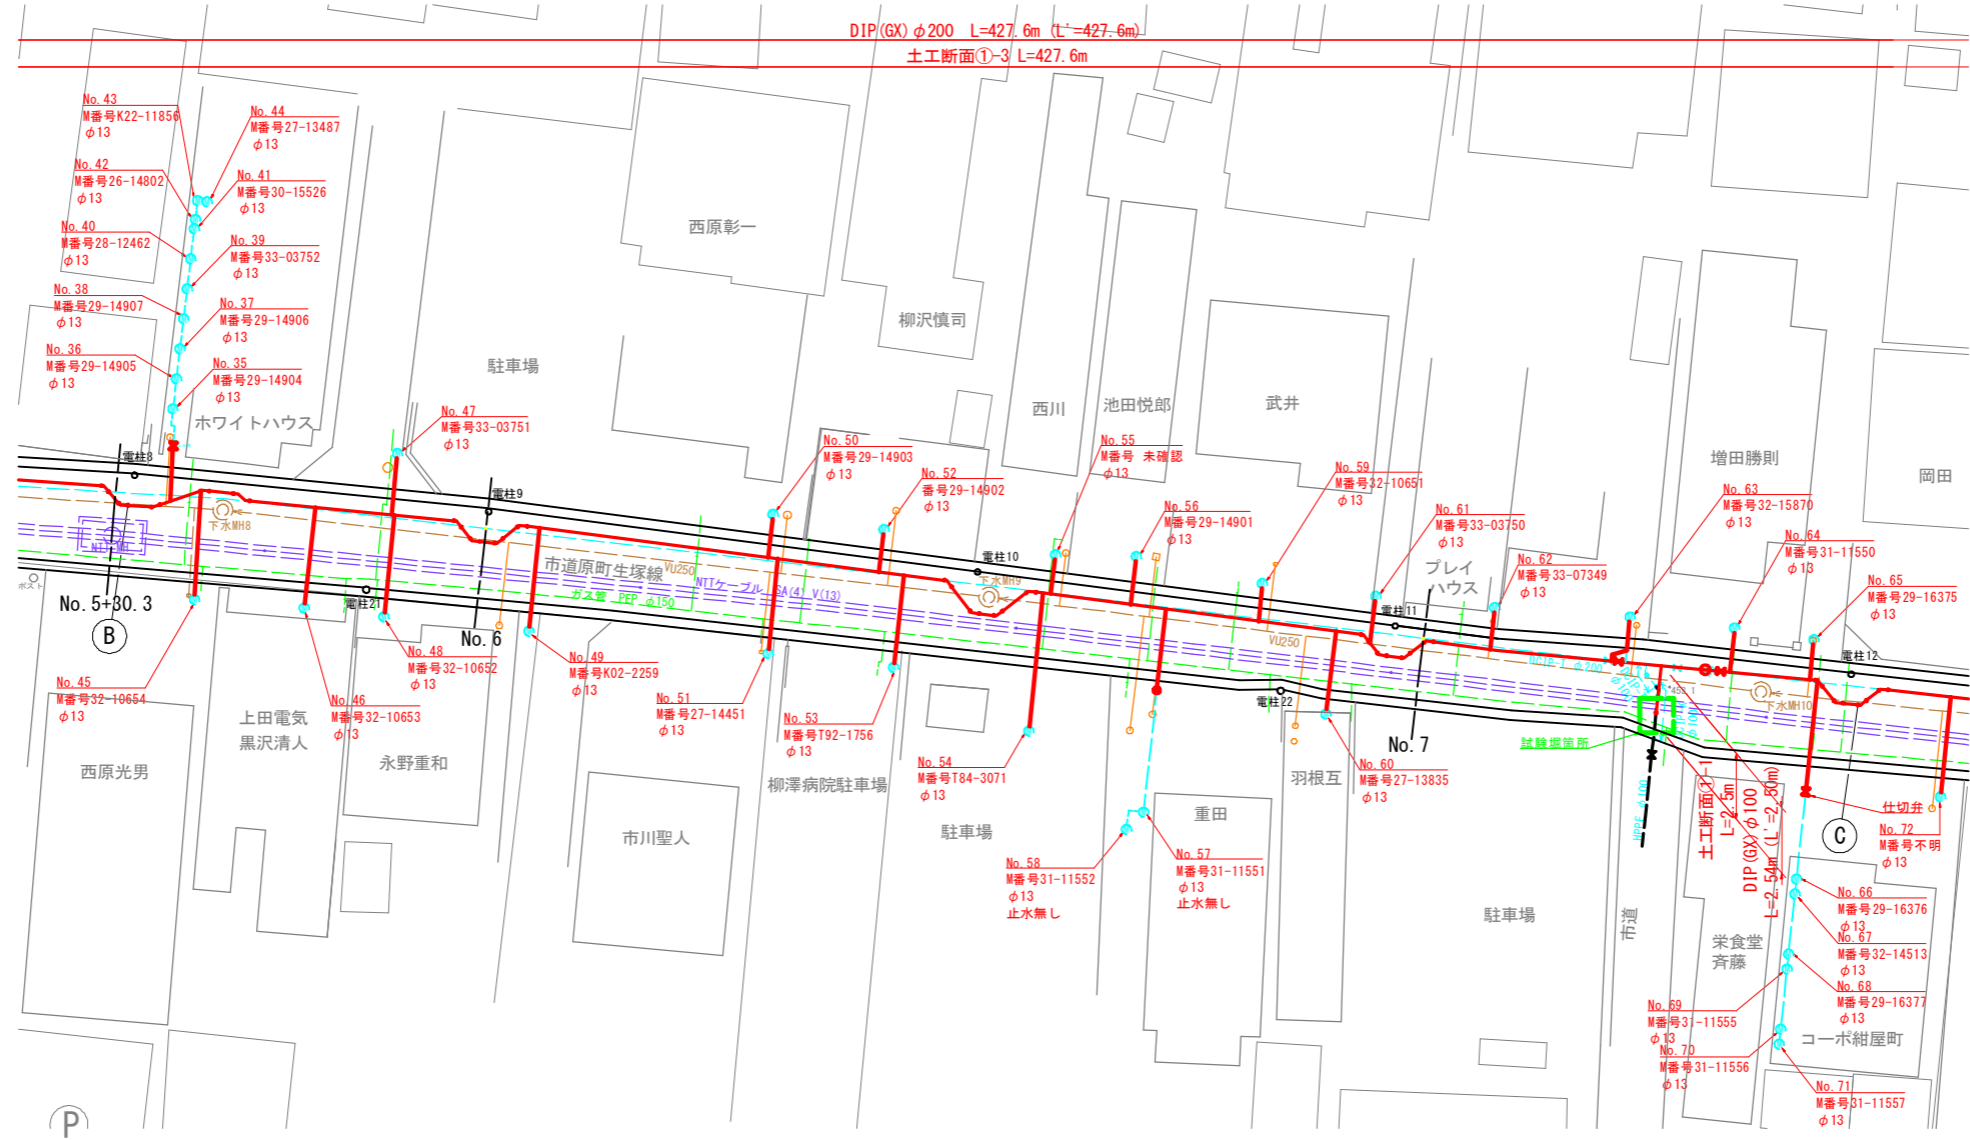 DIP(GX)φ200 L=427.6m (L'=427.6m)
土工断面①-3 L=427.6m
No.43
M番号K22-11856
φ13
No.44
M番号27-13487
φ13
No.42
M番号26-14802
φ13
No.41
M番号30-15526
φ13
No.40
M番号28-12462
φ13
No.39
M番号33-03752
φ13
No.38
M番号29-14907
φ13
No.37
M番号29-14906
φ13
No.36
M番号29-14905
φ13
No.35
M番号29-14904
φ13
ホワイトハウス
駐車場
西原彰一
柳沢慎司
西川
池田悦郎
武井
プレイ
ハウス
増田勝則
岡田
No.47
M番号33-03751
φ13
No.50
M番号29-14903
φ13
No.52
番号29-14902
φ13
No.55
M番号 未確認
φ13
No.56
M番号29-14901
φ13
No.59
M番号32-10651
φ13
No.61
M番号33-03750
φ13
No.62
M番号33-07349
φ13
No.63
M番号32-15870
φ13
No.64
M番号31-11550
φ13
No.65
M番号29-16375
φ13
電柱8
電柱9
電柱10
電柱11
電柱12
下水MH8
下水MH9
下水MH10
市道原町生塚線
VU250
VU250
NTTケーブル SA(4) V(13)
ガス管 PEP φ150
DCIP-T φ200
NTT MH
ポスト
電柱21
電柱22
No.5+30.3
B
No.6
No.7
C
No.45
M番号32-10654
φ13
No.46
M番号32-10653
φ13
No.48
M番号32-10652
φ13
No.49
M番号K02-2259
φ13
No.51
M番号27-14451
φ13
No.53
M番号T92-1756
φ13
No.54
M番号T84-3071
φ13
No.58
M番号31-11552
φ13
止水無し
No.57
M番号31-11551
φ13
止水無し
No.60
M番号27-13835
φ13
試験堀箇所
HPPE φ100
土工断面①-1
L=2.5m
DIP(GX)φ100
L=2.54m (L'=2.50m)
仕切弁
No.72
M番号不明
φ13
No.66
M番号29-16376
φ13
No.67
M番号32-14513
φ13
No.68
M番号29-16377
φ13
No.69
M番号31-11555
φ13
No.70
M番号31-11556
φ13
No.71
M番号31-11557
φ13
西原光男
上田電気
黒沢清人
永野重和
市川聖人
柳澤病院駐車場
駐車場
重田
羽根互
駐車場
市道
栄食堂
斉藤
コーポ紺屋町
P